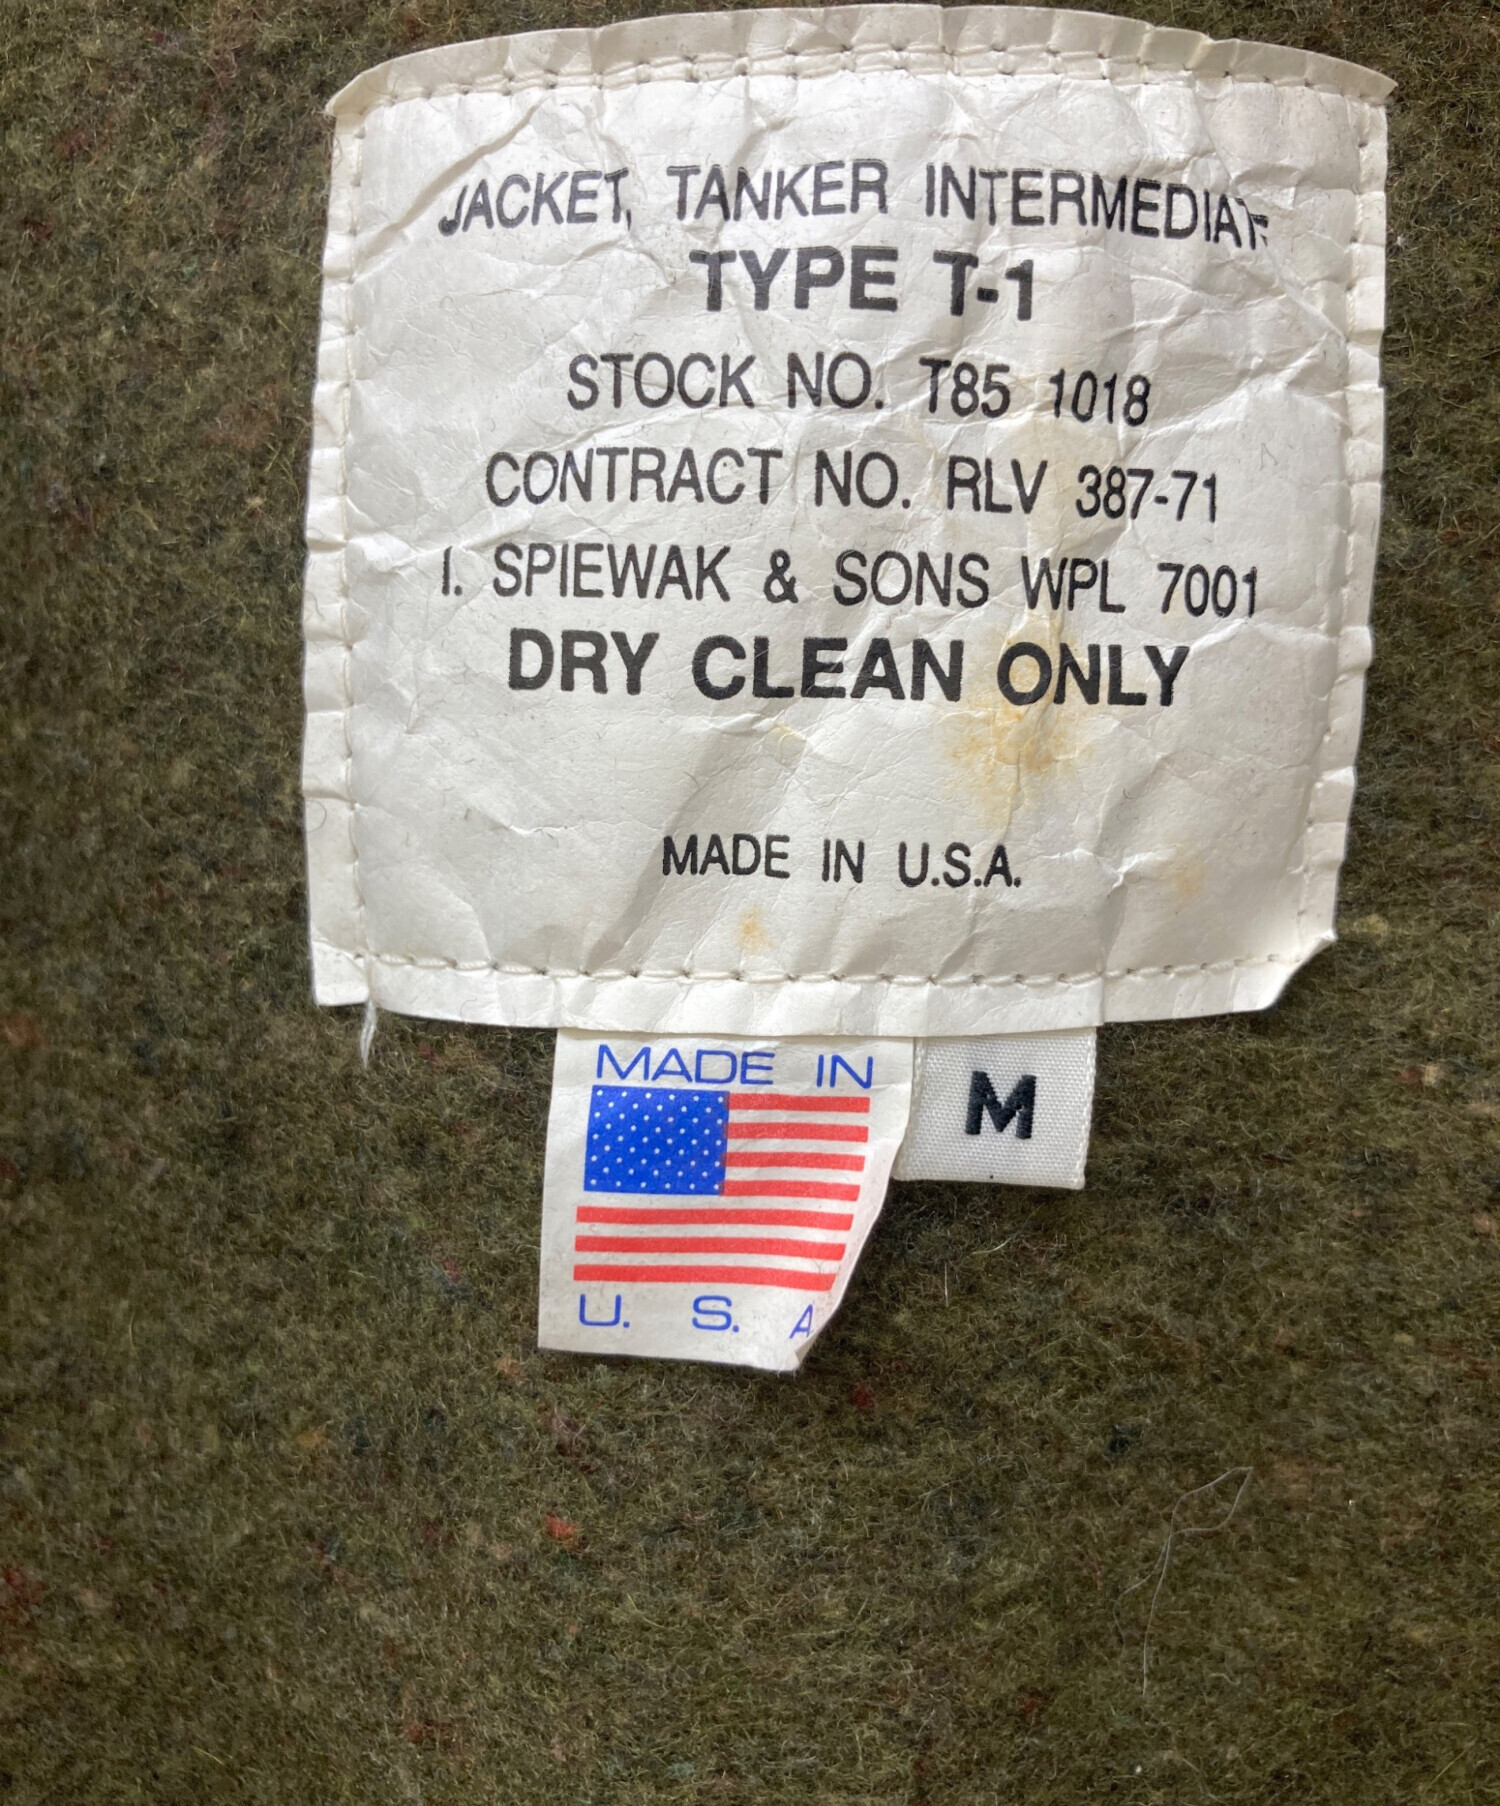 JACKET, TANKER INTERMEDIATE
TYPE T-1
STOCK NO. T85 1018
CONTRACT NO. RLV 387-71
I. SPIEWAK & SONS WPL 7001
DRY CLEAN ONLY
MADE IN U.S.A.
MADE IN
U. S. A
M